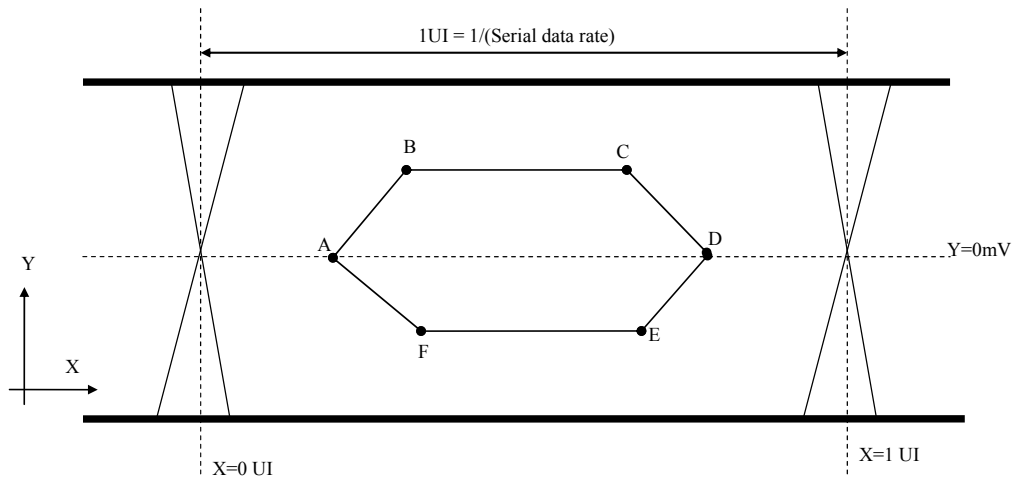 1UI = 1/(Serial data rate)
B
C
A
D
Y=0mV
Y
X
F
E
X=0 UI
X=1 UI